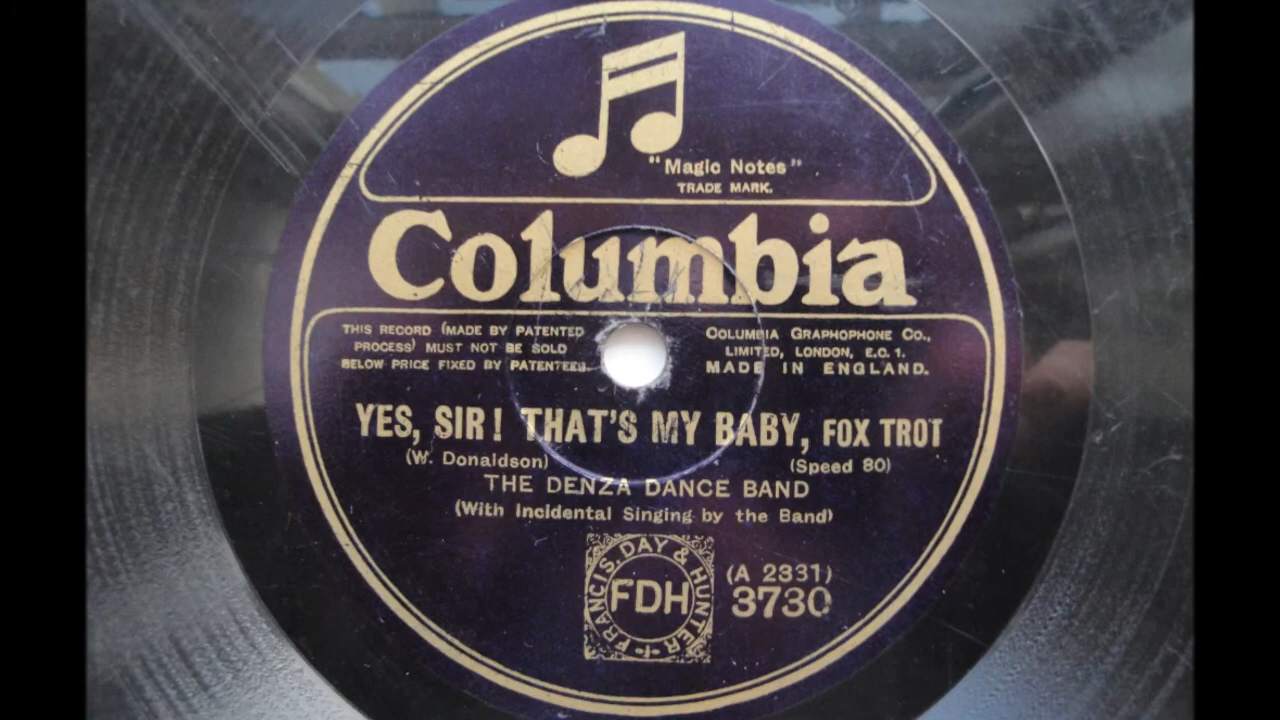 "Magic Notes"
TRADE MARK.
Columbia
THIS RECORD (MADE BY PATENTED
PROCESS) MUST NOT BE SOLD
BELOW PRICE FIXED BY PATENTEES.
COLUMBIA GRAPHOPHONE CO.,
LIMITED, LONDON, E.C. 1.
MADE IN ENGLAND.
YES, SIR! THAT'S MY BABY, FOX TROT
(W. Donaldson) (Speed 80)
THE DENZA DANCE BAND
(With Incidental Singing by the Band)
FRANCIS, DAY & HUNTER
FDH
(A 2331)
3730